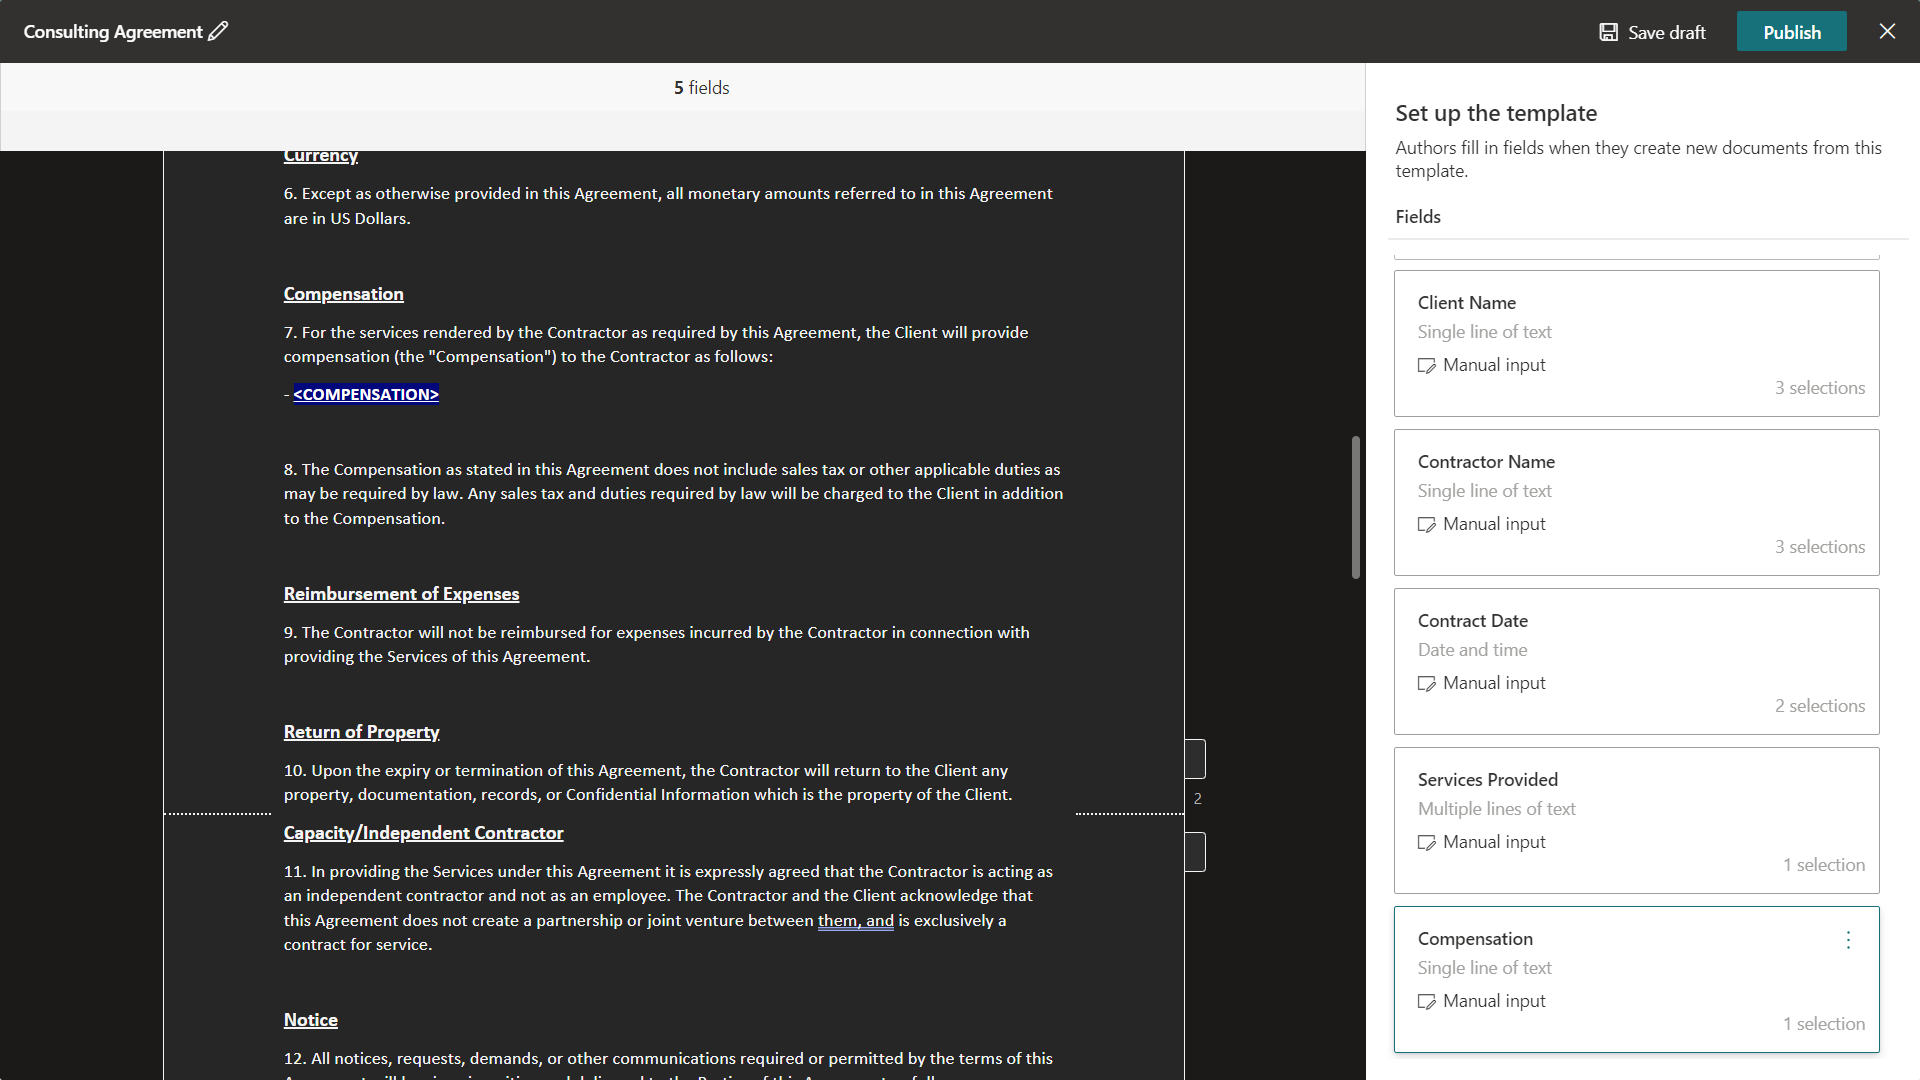 Consulting Agreement
Save draft
Publish
5 fields
Currency
6. Except as otherwise provided in this Agreement, all monetary amounts referred to in this Agreement
are in US Dollars.
Compensation
7. For the services rendered by the Contractor as required by this Agreement, the Client will provide
compensation (the "Compensation") to the Contractor as follows:
- <COMPENSATION>
8. The Compensation as stated in this Agreement does not include sales tax or other applicable duties as
may be required by law. Any sales tax and duties required by law will be charged to the Client in addition
to the Compensation.
Reimbursement of Expenses
9. The Contractor will not be reimbursed for expenses incurred by the Contractor in connection with
providing the Services of this Agreement.
Return of Property
10. Upon the expiry or termination of this Agreement, the Contractor will return to the Client any
property, documentation, records, or Confidential Information which is the property of the Client.
2
Capacity/Independent Contractor
11. In providing the Services under this Agreement it is expressly agreed that the Contractor is acting as
an independent contractor and not as an employee. The Contractor and the Client acknowledge that
this Agreement does not create a partnership or joint venture between them, and is exclusively a
contract for service.
Notice
12. All notices, requests, demands, or other communications required or permitted by the terms of this
Set up the template
Authors fill in fields when they create new documents from this
template.
Fields
Client Name
Single line of text
Manual input
3 selections
Contractor Name
Single line of text
Manual input
3 selections
Contract Date
Date and time
Manual input
2 selections
Services Provided
Multiple lines of text
Manual input
1 selection
Compensation
Single line of text
Manual input
1 selection